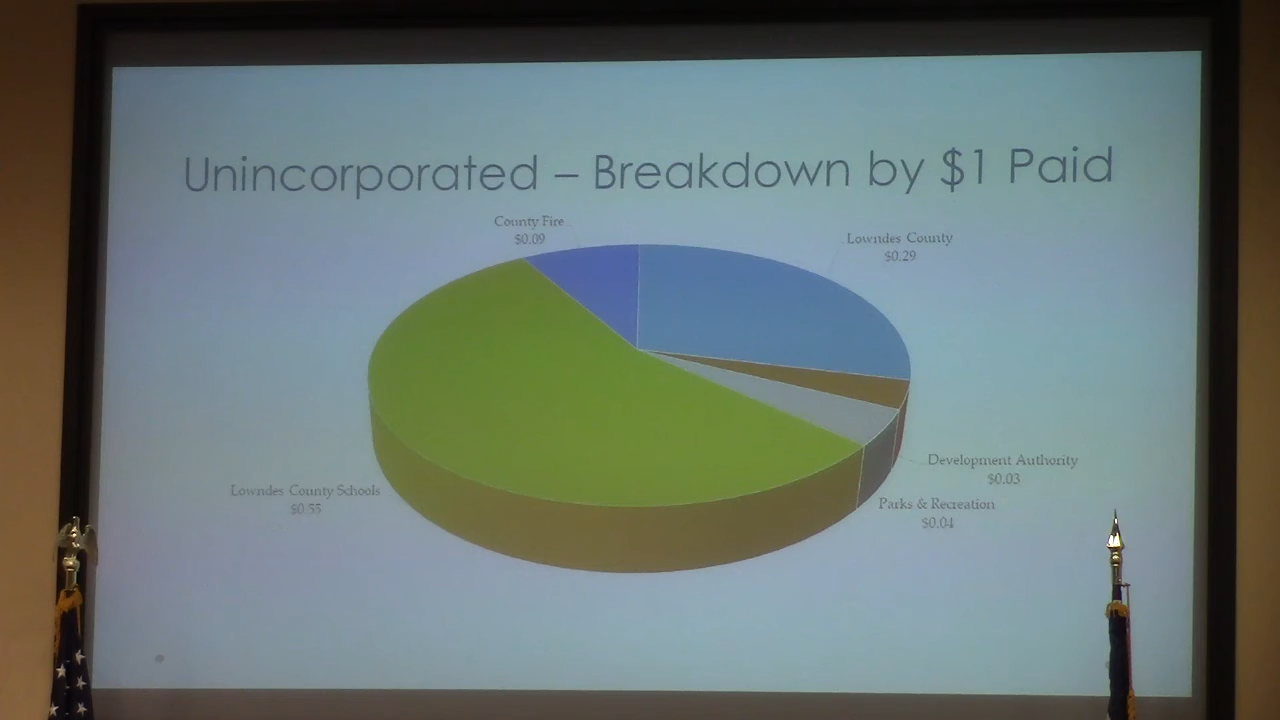 Unincorporated – Breakdown by $1 Paid
County Fire
$0.09
Lowndes County
$0.29
Development Authority
$0.03
Lowndes County Schools
$0.55
Parks & Recreation
$0.04